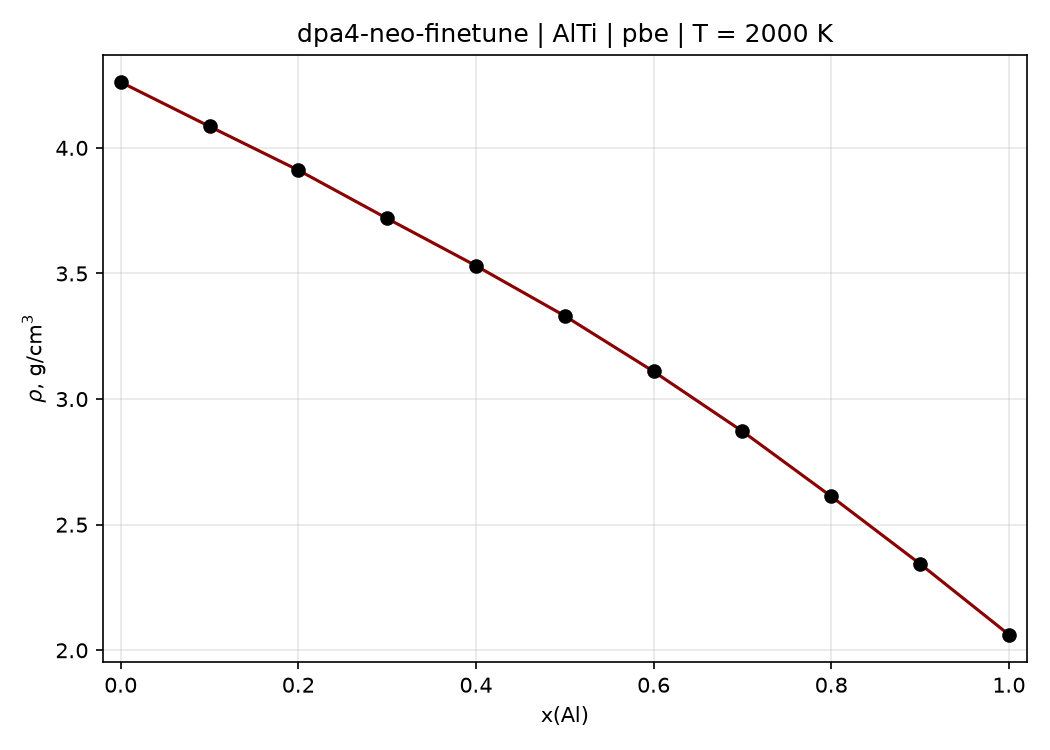 dpa4-neo-finetune | AlTi | pbe | T = 2000 K
ρ, g/cm³
4.0
3.5
3.0
2.5
2.0
0.0 0.2 0.4 0.6 0.8 1.0
x(Al)